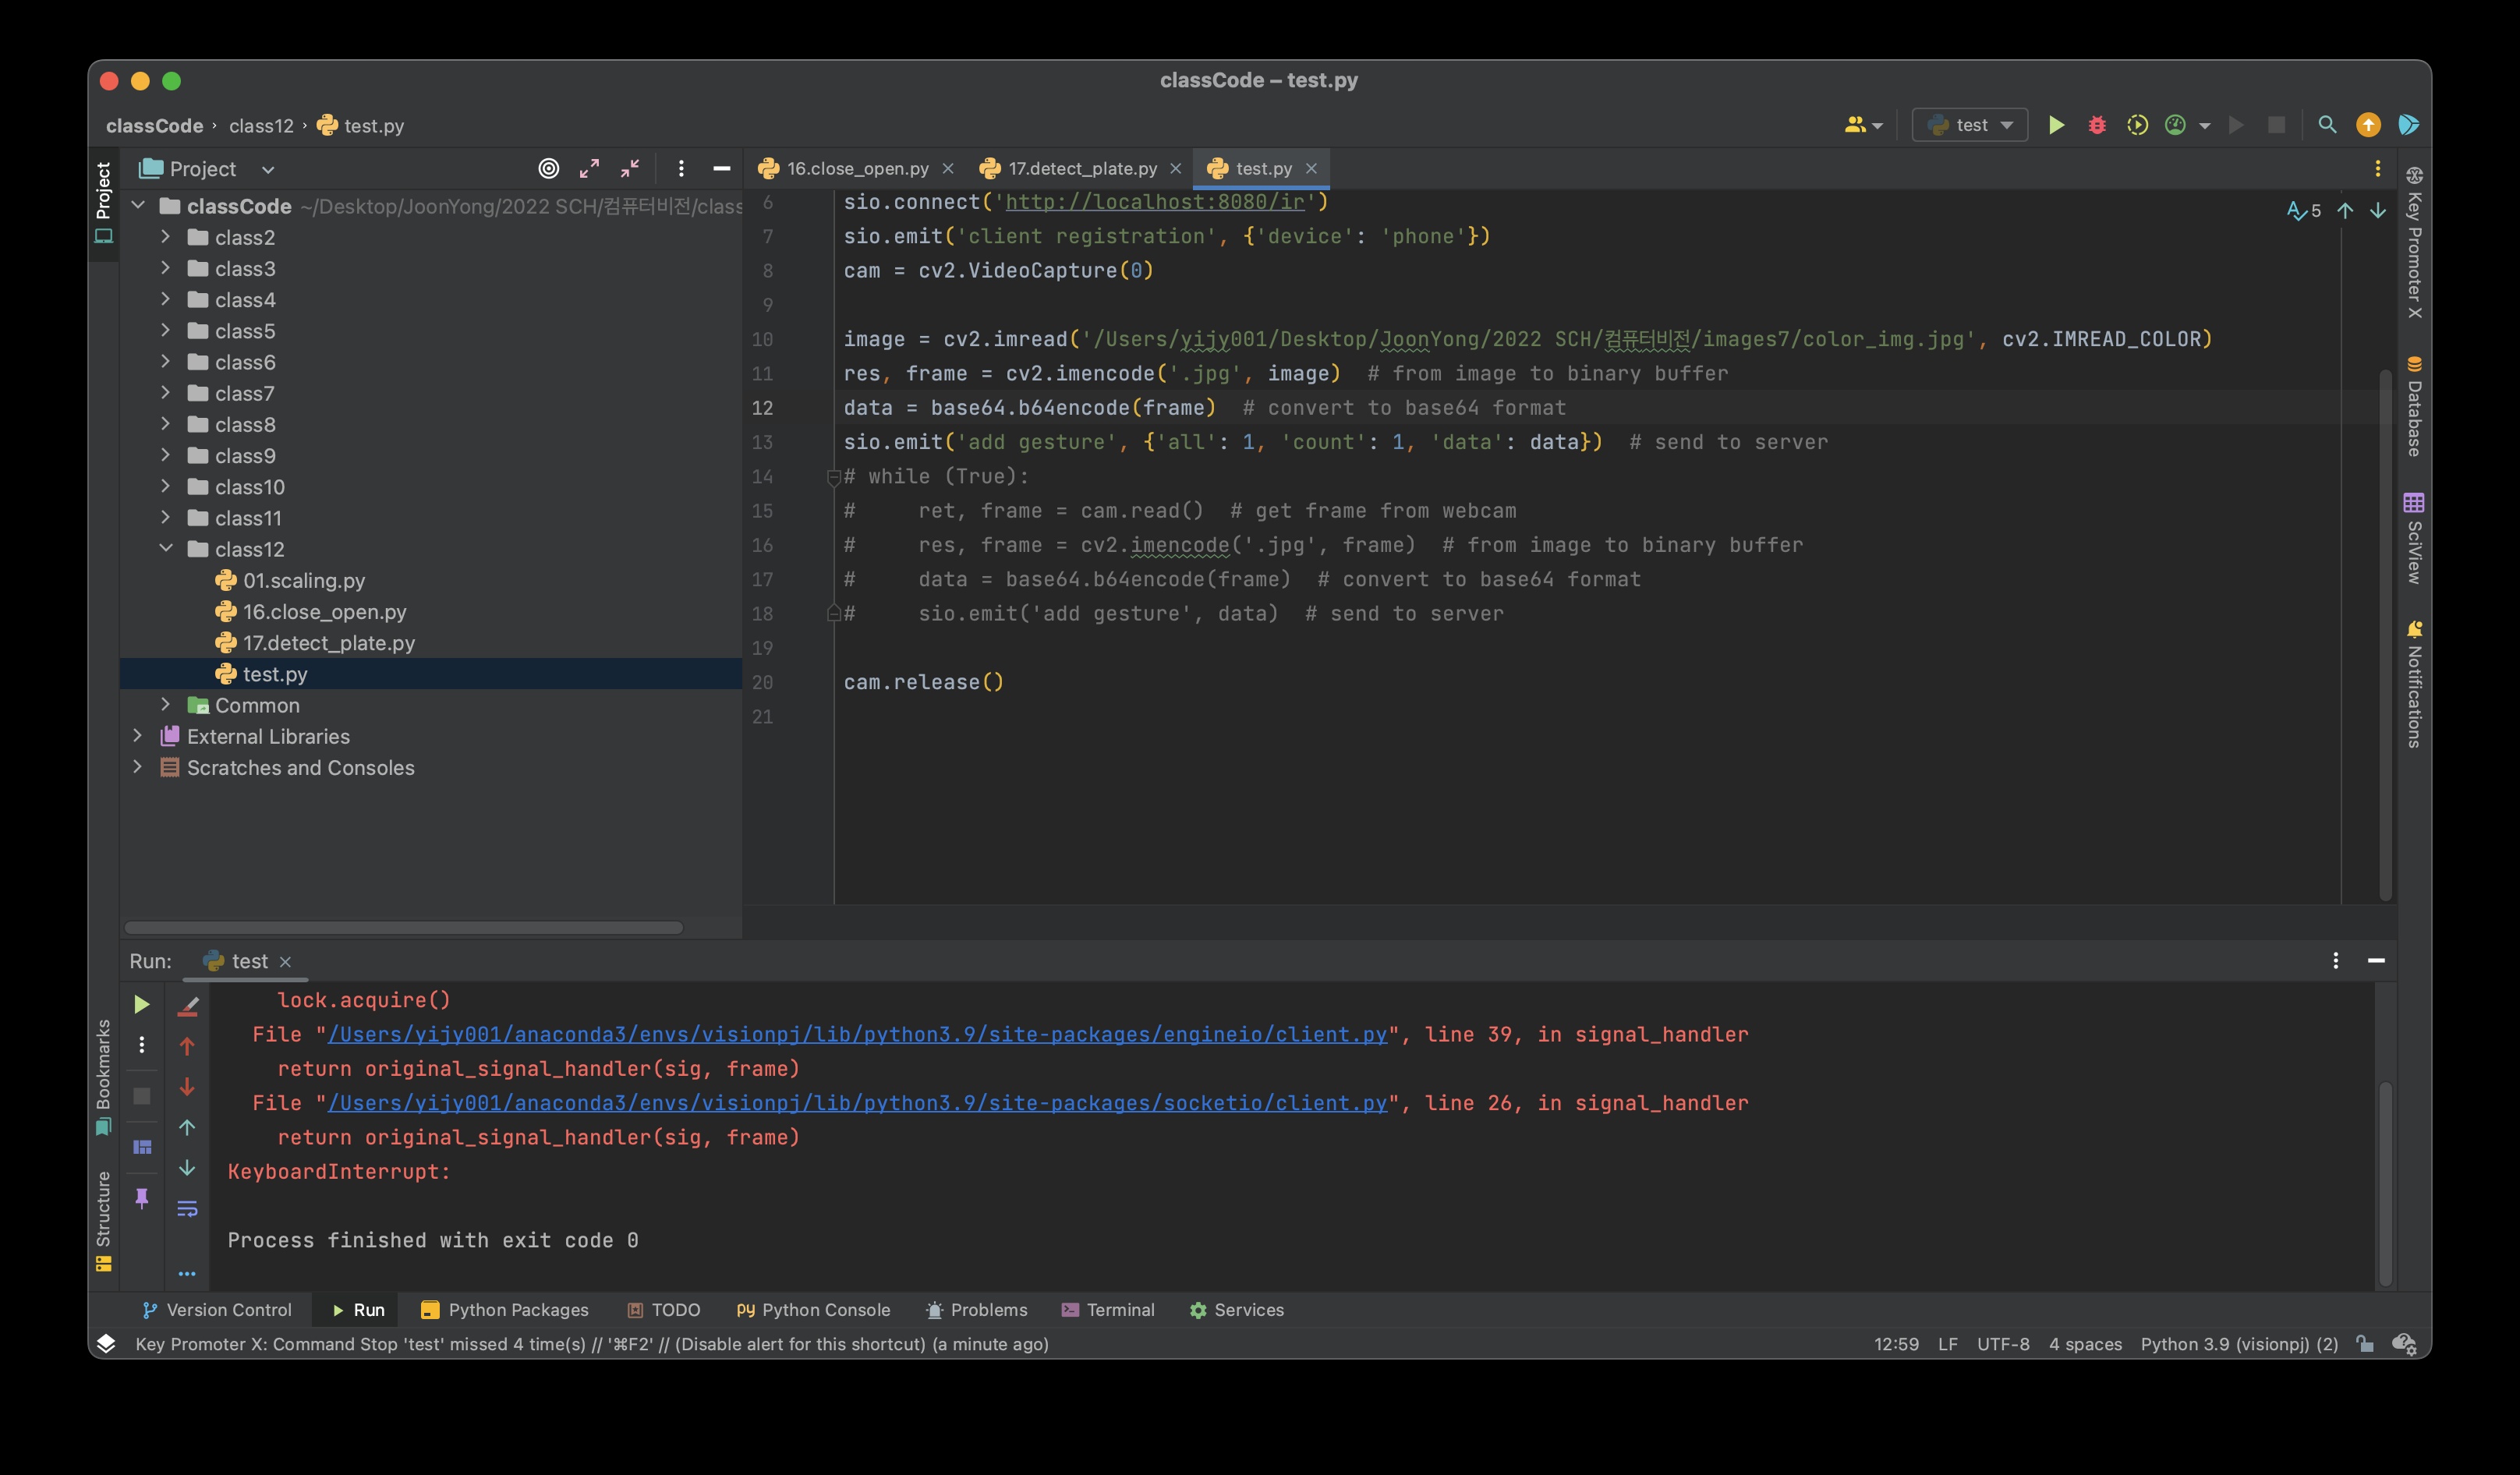 classCode – test.py
classCode › class12 › test.py
test
Project
Project
16.close_open.py
17.detect_plate.py
test.py
classCode ~/Desktop/JoonYong/2022 SCH/컴퓨터비전/class
class2
class3
class4
class5
class6
class7
class8
class9
class10
class11
class12
01.scaling.py
16.close_open.py
17.detect_plate.py
test.py
Common
External Libraries
Scratches and Consoles
5
6 sio.connect('http://localhost:8080/ir')
7 sio.emit('client registration', {'device': 'phone'})
8 cam = cv2.VideoCapture(0)
9
10 image = cv2.imread('/Users/yijy001/Desktop/JoonYong/2022 SCH/컴퓨터비전/images7/color_img.jpg', cv2.IMREAD_COLOR)
11 res, frame = cv2.imencode('.jpg', image)  # from image to binary buffer
12 data = base64.b64encode(frame)  # convert to base64 format
13 sio.emit('add gesture', {'all': 1, 'count': 1, 'data': data})  # send to server
14 # while (True):
15 #     ret, frame = cam.read()  # get frame from webcam
16 #     res, frame = cv2.imencode('.jpg', frame)  # from image to binary buffer
17 #     data = base64.b64encode(frame)  # convert to base64 format
18 #     sio.emit('add gesture', data)  # send to server
19
20 cam.release()
21
Key Promoter X
Database
SciView
Notifications
Run: test
Bookmarks
Structure
lock.acquire()
File "/Users/yijy001/anaconda3/envs/visionpj/lib/python3.9/site-packages/engineio/client.py", line 39, in signal_handler
return original_signal_handler(sig, frame)
File "/Users/yijy001/anaconda3/envs/visionpj/lib/python3.9/site-packages/socketio/client.py", line 26, in signal_handler
return original_signal_handler(sig, frame)
KeyboardInterrupt:
Process finished with exit code 0
Version Control Run Python Packages TODO Python Console Problems Terminal Services
Key Promoter X: Command Stop 'test' missed 4 time(s) // '⌘F2' // (Disable alert for this shortcut) (a minute ago)
12:59 LF UTF-8 4 spaces Python 3.9 (visionpj) (2)